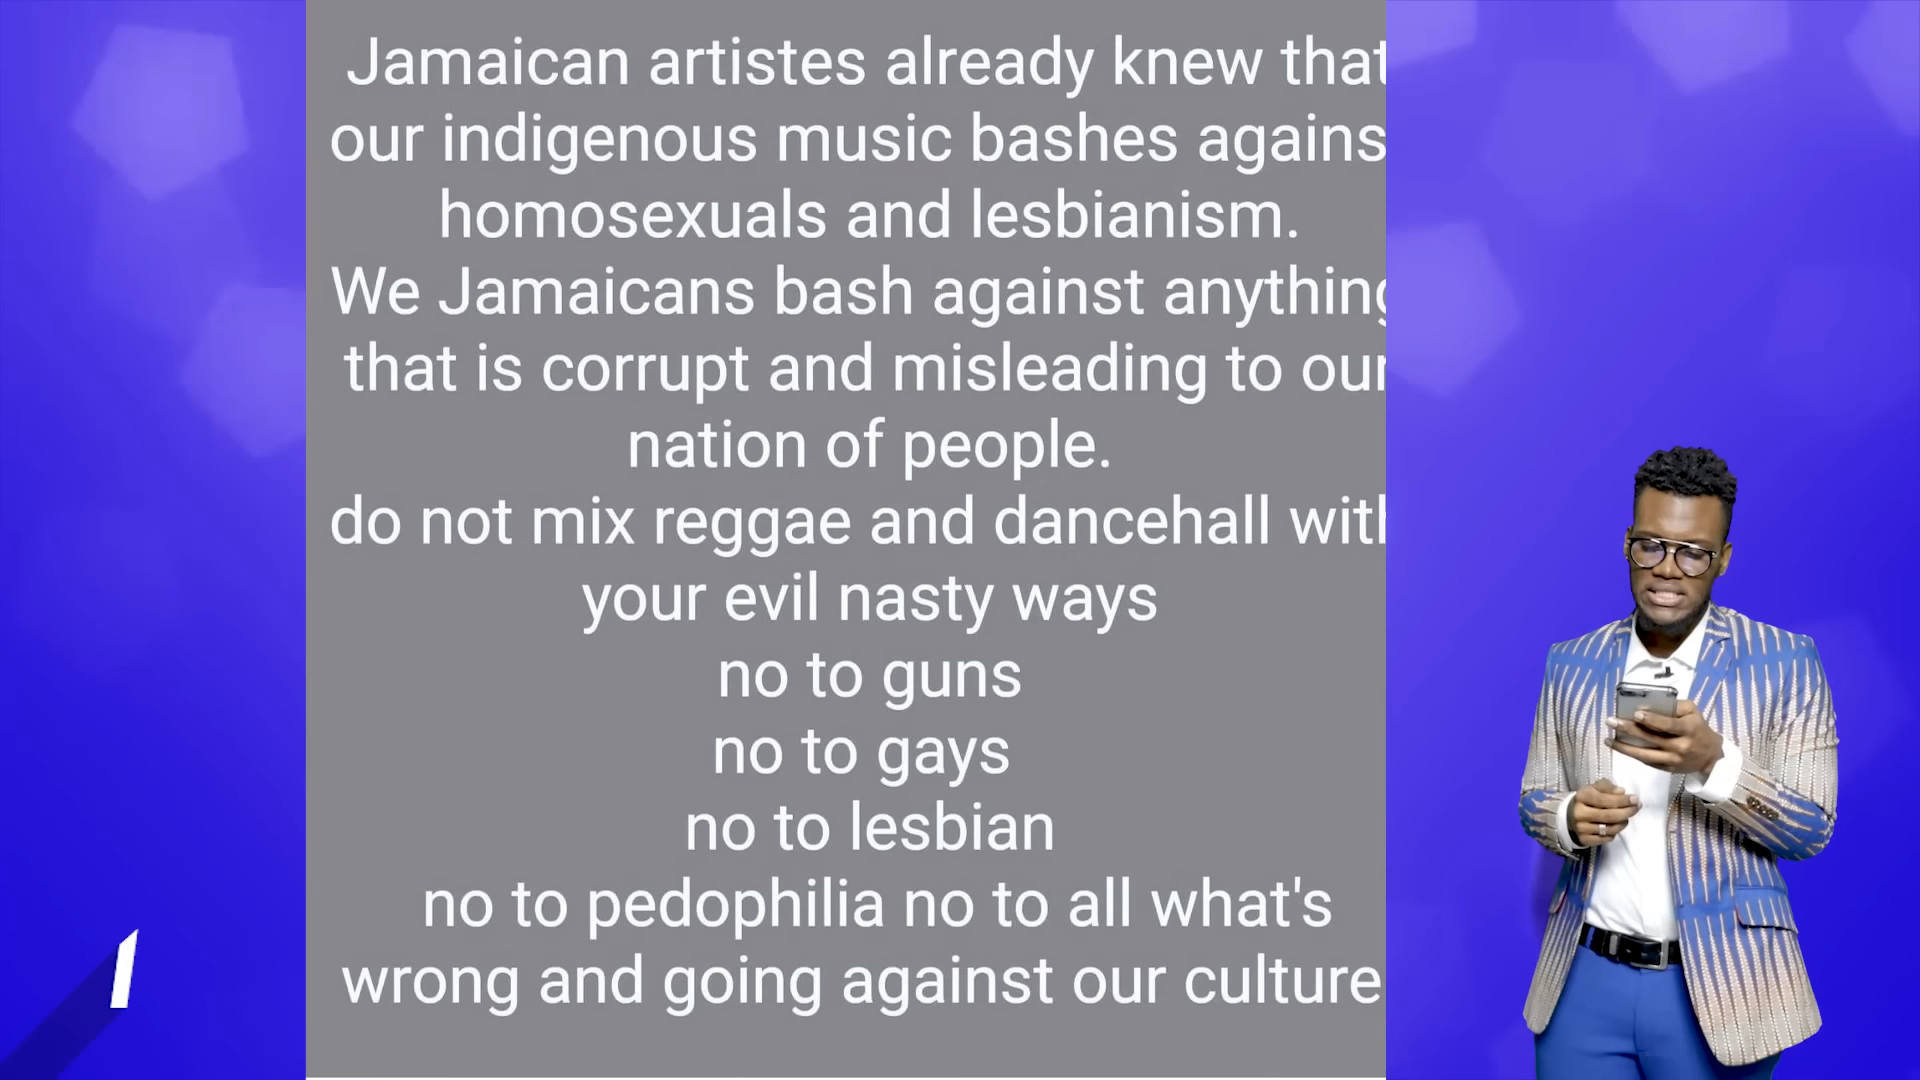 Jamaican artistes already knew that
our indigenous music bashes agains
homosexuals and lesbianism.
We Jamaicans bash against anything
that is corrupt and misleading to our
nation of people.
do not mix reggae and dancehall with
your evil nasty ways
no to guns
no to gays
no to lesbian
no to pedophilia no to all what's
wrong and going against our culture